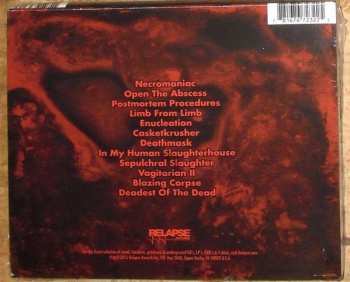 Necromaniac
Open The Abscess
Postmortem Procedures
Limb From Limb
Enucleation
Casketkrusher
Deathmask
In My Human Slaughterhouse
Sepulchral Slaughter
Vagitarian II
Blazing Corpse
Deadest Of The Dead
RELAPSE